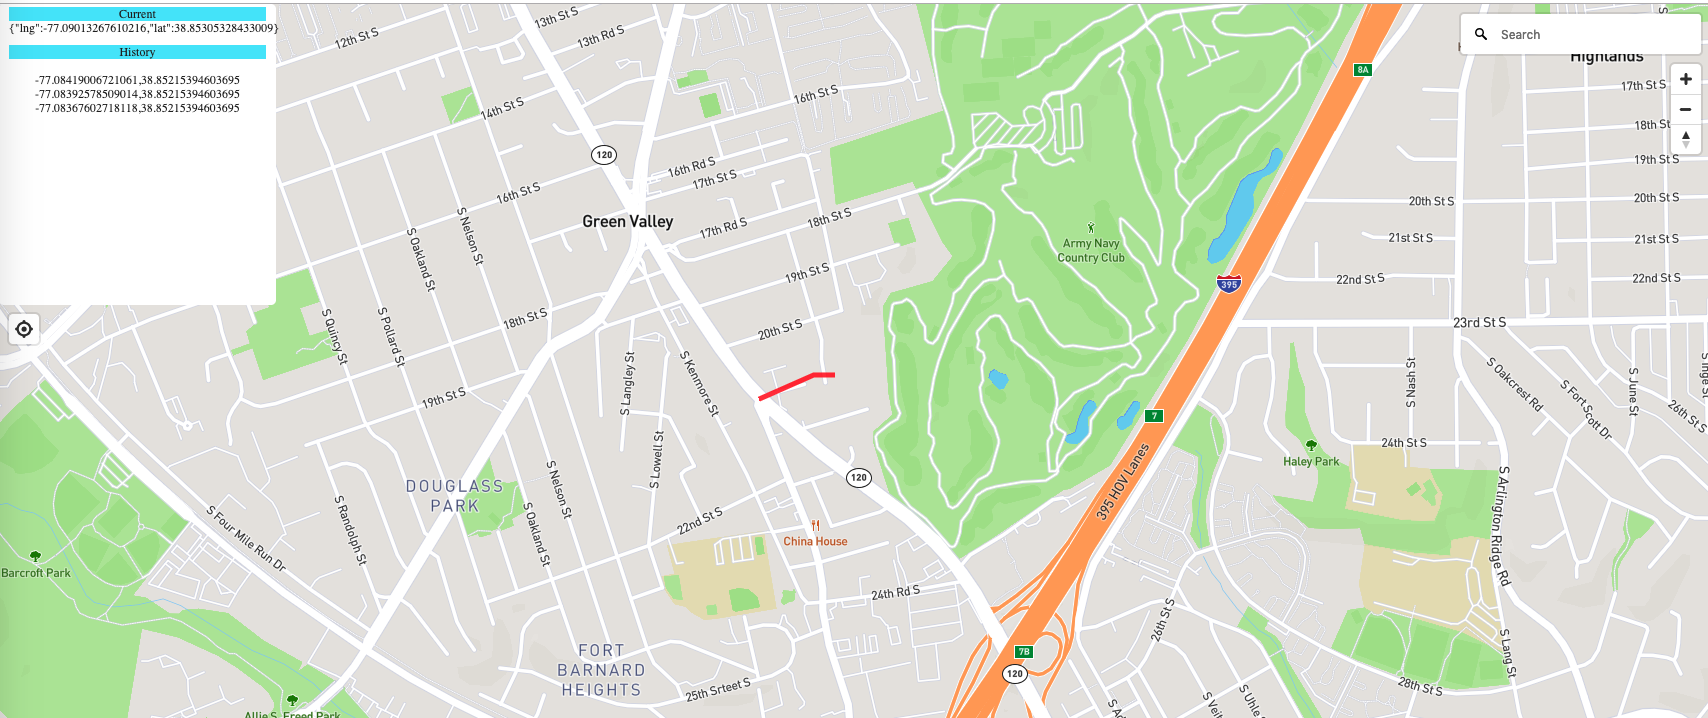 Current
{"lng":-77.09013267610216,"lat":38.85305328433009}
History
-77.08419006721061,38.85215394603695
-77.08392578509014,38.85215394603695
-77.08367602718118,38.85215394603695
Search
Highlands
13th St S
12th St S
13th Rd S
14th St S
16th St S
8A
17th St S
18th St S
19th St S
120
16th Rd S
17th St S
16th St S
20th St S
20th St S
S Nelson St
S Oakland St
Green Valley
17th Rd S
18th St S
Army Navy
Country Club
21st St S
21st St S
19th St S
22nd St S
22nd St S
395
S Quincy St
S Pollard St
18th St S
20th St S
23rd St S
S Langley St
S Kenmore St
S Nash St
S Oakcrest Rd
S Fort Scott Dr
S June St
S Inge St
26th St S
19th St S
7
24th St S
Haley Park
S Lowell St
395 HOV Lanes
120
DOUGLASS
PARK
S Nelson St
S Randolph St
S Oakland St
S Four Mile Run Dr
22nd St S
China House
S Arlington Ridge Rd
Barcroft Park
24th Rd S
26th St S
FORT
BARNARD
HEIGHTS
7B
120
S Lang St
25th Srteet S
28th St S
S Uhle
Allie S. Freed Park